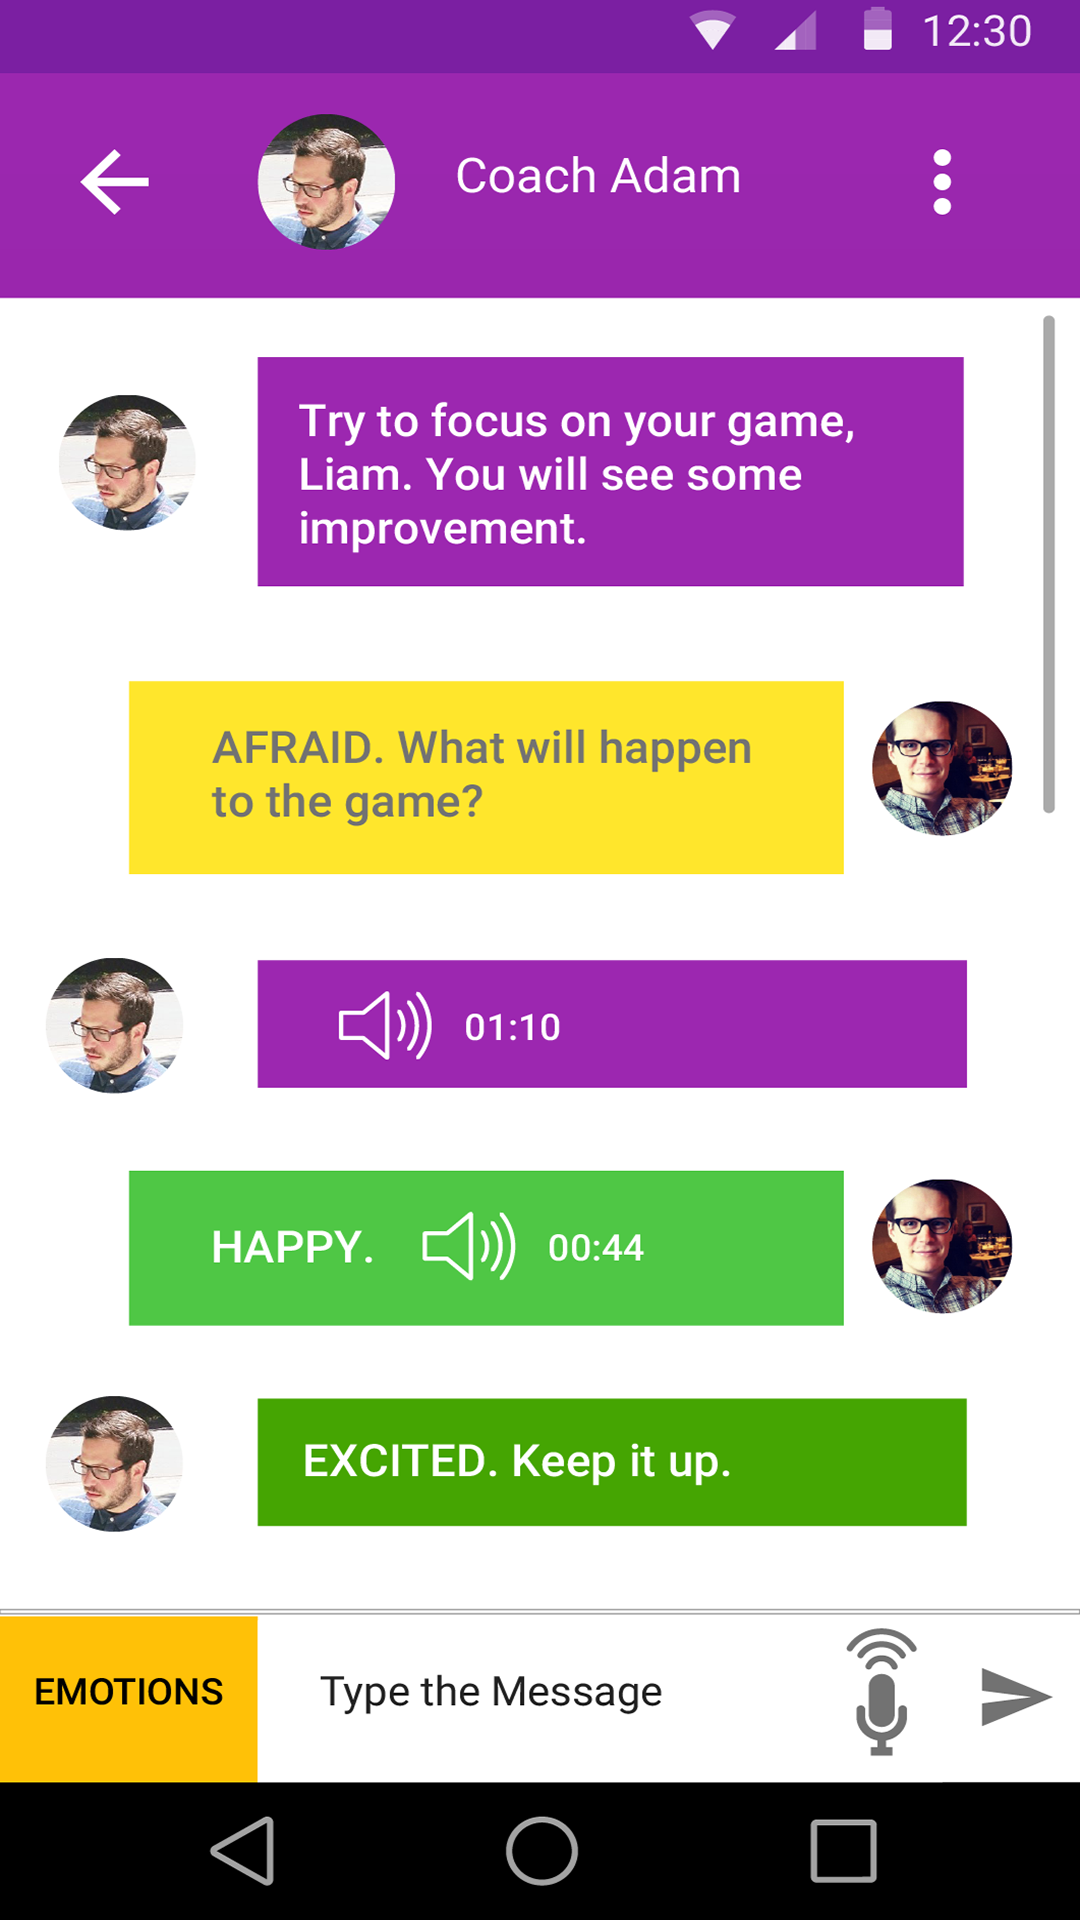 12:30
Coach Adam
Try to focus on your game,
Liam. You will see some
improvement.
AFRAID. What will happen
to the game?
01:10
HAPPY. 00:44
EXCITED. Keep it up.
EMOTIONS Type the Message